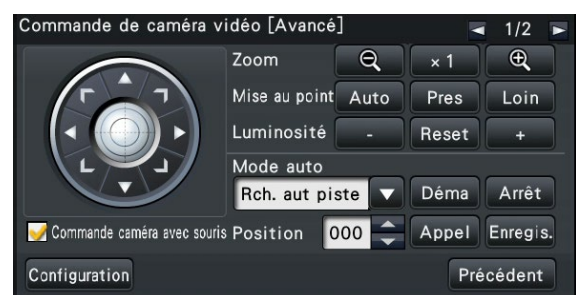 Commande de caméra vidéo [Avancé] 1/2
Zoom × 1
Mise au point Auto Pres Loin
Luminosité - Reset +
Mode auto
Rch. aut piste Déma Arrêt
Commande caméra avec souris Position 000 Appel Enregis.
Configuration Précédent